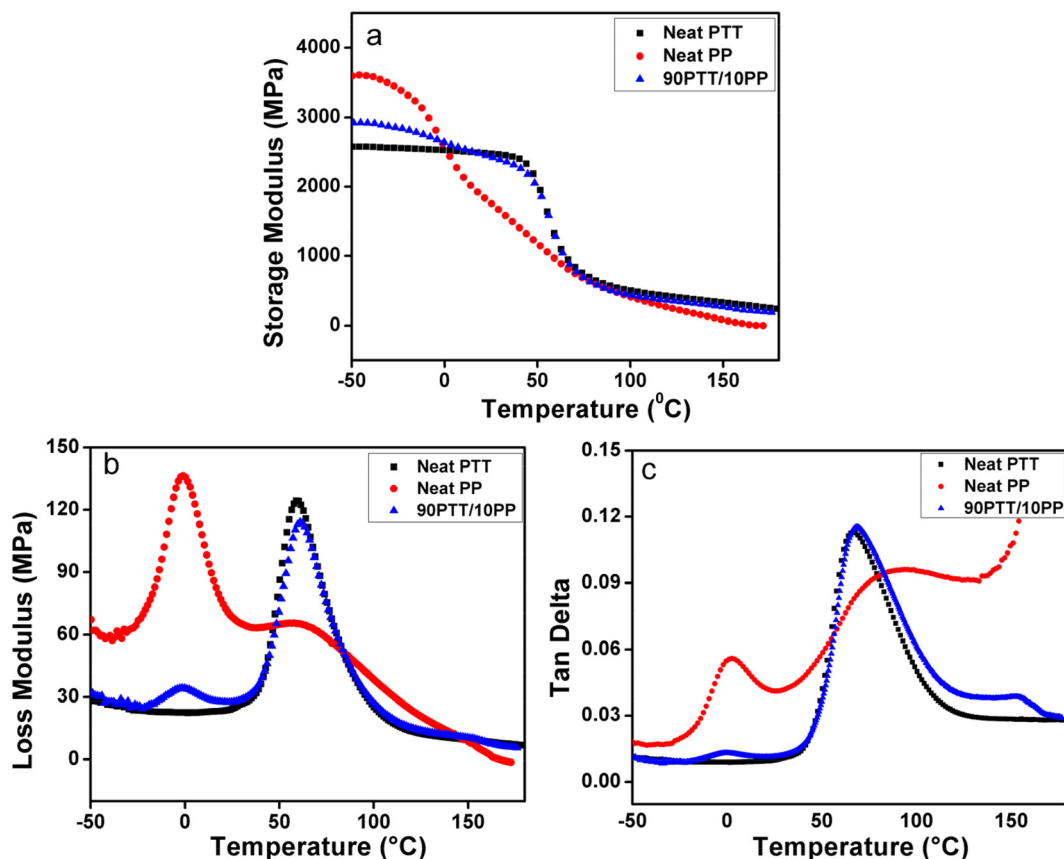 a
Neat PTT
Neat PP
90PTT/10PP
Storage Modulus (MPa)
4000
3000
2000
1000
0
-50 0 50 100 150
Temperature (⁰C)
b
Neat PTT
Neat PP
90PTT/10PP
Loss Modulus (MPa)
150
120
90
60
30
0
-50 0 50 100 150
Temperature (°C)
c
Neat PTT
Neat PP
90PTT/10PP
Tan Delta
0.15
0.12
0.09
0.06
0.03
0.00
-50 0 50 100 150
Temperature (°C)